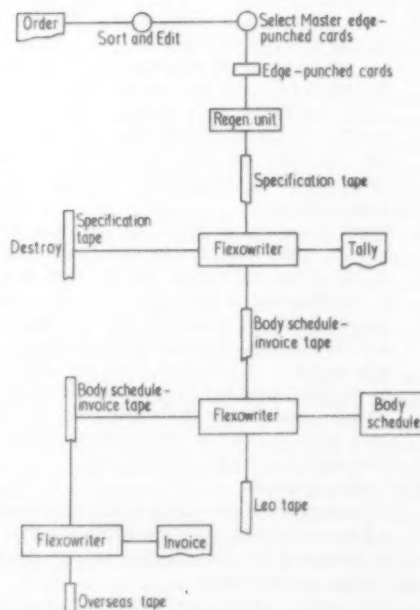 Order
Sort and Edit
Select Master edge-
punched cards
Edge-punched cards
Regen. unit
Specification tape
Specification
tape
Destroy
Flexowriter
Tally
Body schedule-
invoice tape
Body schedule-
invoice tape
Flexowriter
Body
schedule
Leo tape
Flexowriter
Invoice
Overseas tape